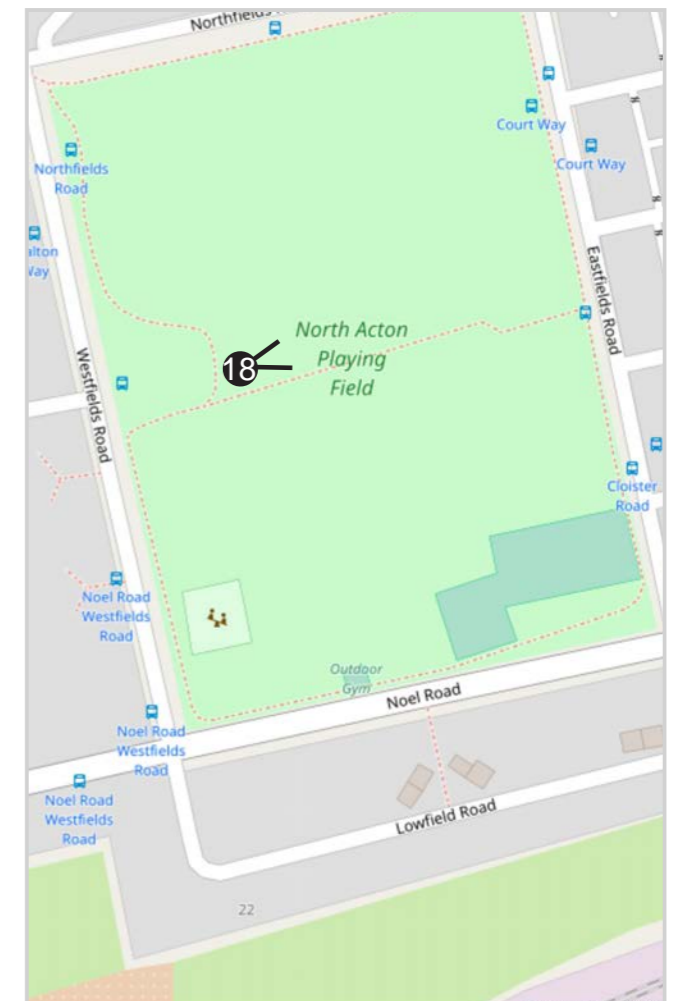 Northfields
Court Way
Court Way
Northfields
Road
alton
Way
Eastfields Road
North Acton
Playing
Field
18
Westfields Road
Cloister
Road
Noel Road
Westfields
Road
Outdoor
Gym
Noel Road
Noel Road
Westfields
Road
Noel Road
Westfields
Road
Lowfield Road
22